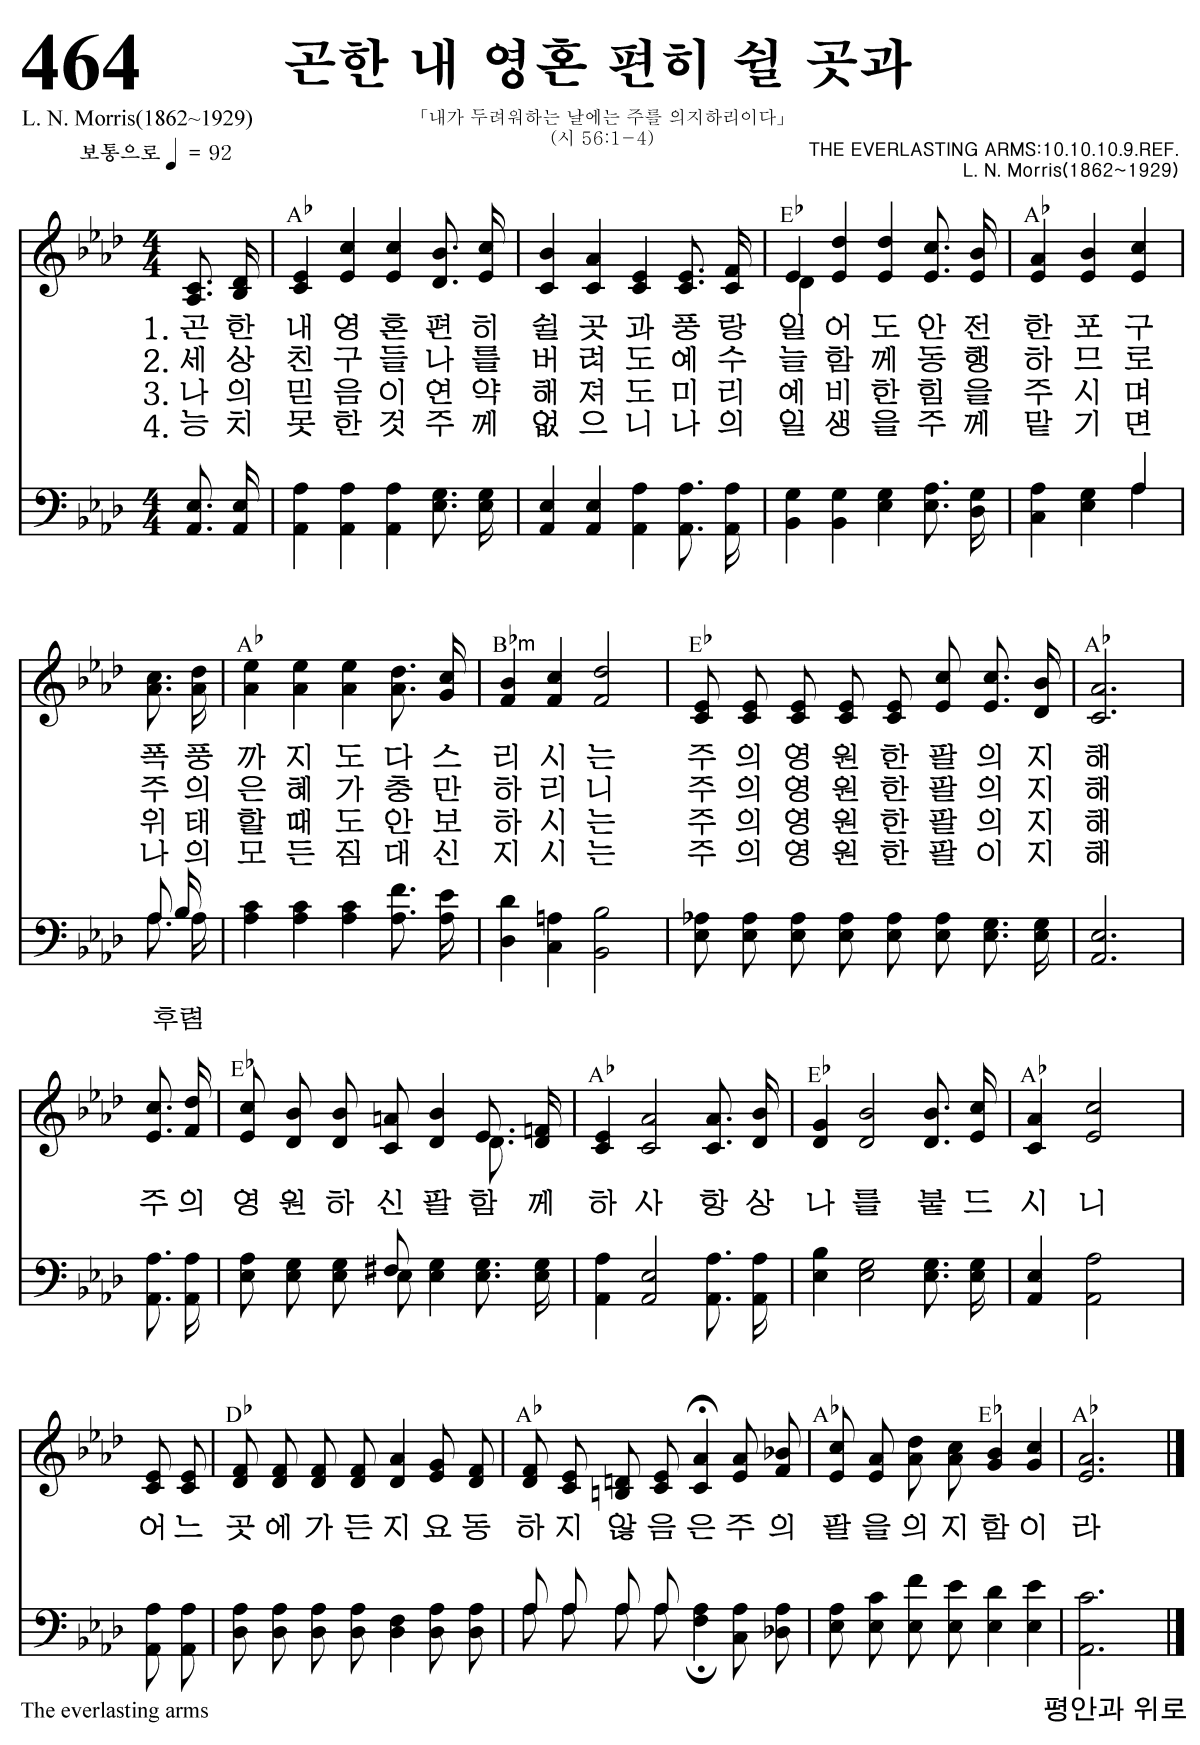 464
곤한 내 영혼 편히 쉴 곳과
L. N. Morris(1862~1929)
「내가 두려워하는 날에는 주를 의지하리이다」
(시 56:1-4)
보통으로 ♩ = 92
THE EVERLASTING ARMS:10.10.10.9.REF.
L. N. Morris(1862~1929)
A♭ E♭ A♭
1. 곤 한 내 영 혼 편 히 쉴 곳 과 풍 랑 일 어 도 안 전 한 포 구
2. 세 상 친 구 들 나 를 버 려 도 예 수 늘 함 께 동 행 하 므 로
3. 나 의 믿 음 이 연 약 해 져 도 미 리 예 비 한 힘 을 주 시 며
4. 능 치 못 한 것 주 께 없 으 니 나 의 일 생 을 주 께 맡 기 면
A♭ B♭m E♭ A♭
폭 풍 까 지 도 다 스 리 시 는 주 의 영 원 한 팔 의 지 해
주 의 은 혜 가 충 만 하 리 니 주 의 영 원 한 팔 의 지 해
위 태 할 때 도 안 보 하 시 는 주 의 영 원 한 팔 의 지 해
나 의 모 든 짐 대 신 지 시 는 주 의 영 원 한 팔 이 지 해
후렴
E♭ A♭ E♭ A♭
주 의 영 원 하 신 팔 함 께 하 사 항 상 나 를 붙 드 시 니
D♭ A♭ A♭ E♭ A♭
어 느 곳 에 가 든 지 요 동 하 지 않 음 은 주 의 팔 을 의 지 함 이 라
The everlasting arms
평안과 위로